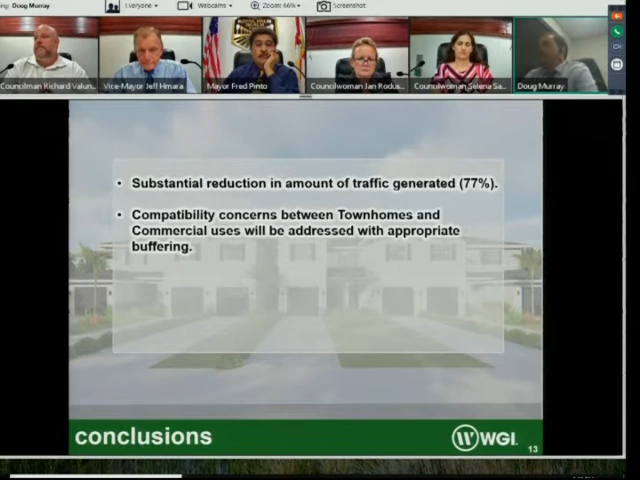 Doug Murray
Everyone
Webcams
Zoom: 66%
Screenshot
Councilman Richard Valun...
Vice-Mayor Jeff Hmara
Mayor Fred Pinto
Councilwoman Jan Rodus...
Councilwoman Selena Sa...
Doug Murray
• Substantial reduction in amount of traffic generated (77%).
• Compatibility concerns between Townhomes and
Commercial uses will be addressed with appropriate
buffering.
conclusions
WGI.
13